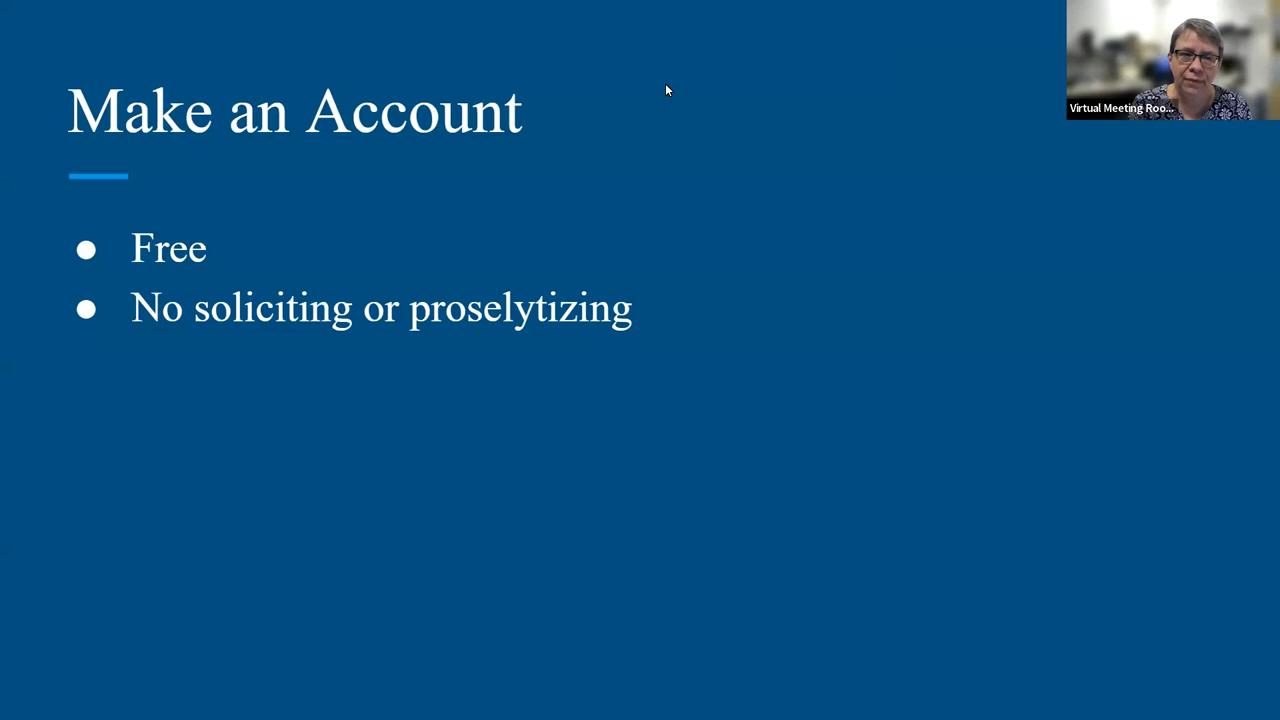 Make an Account
● Free
● No soliciting or proselytizing
Virtual Meeting Roo...